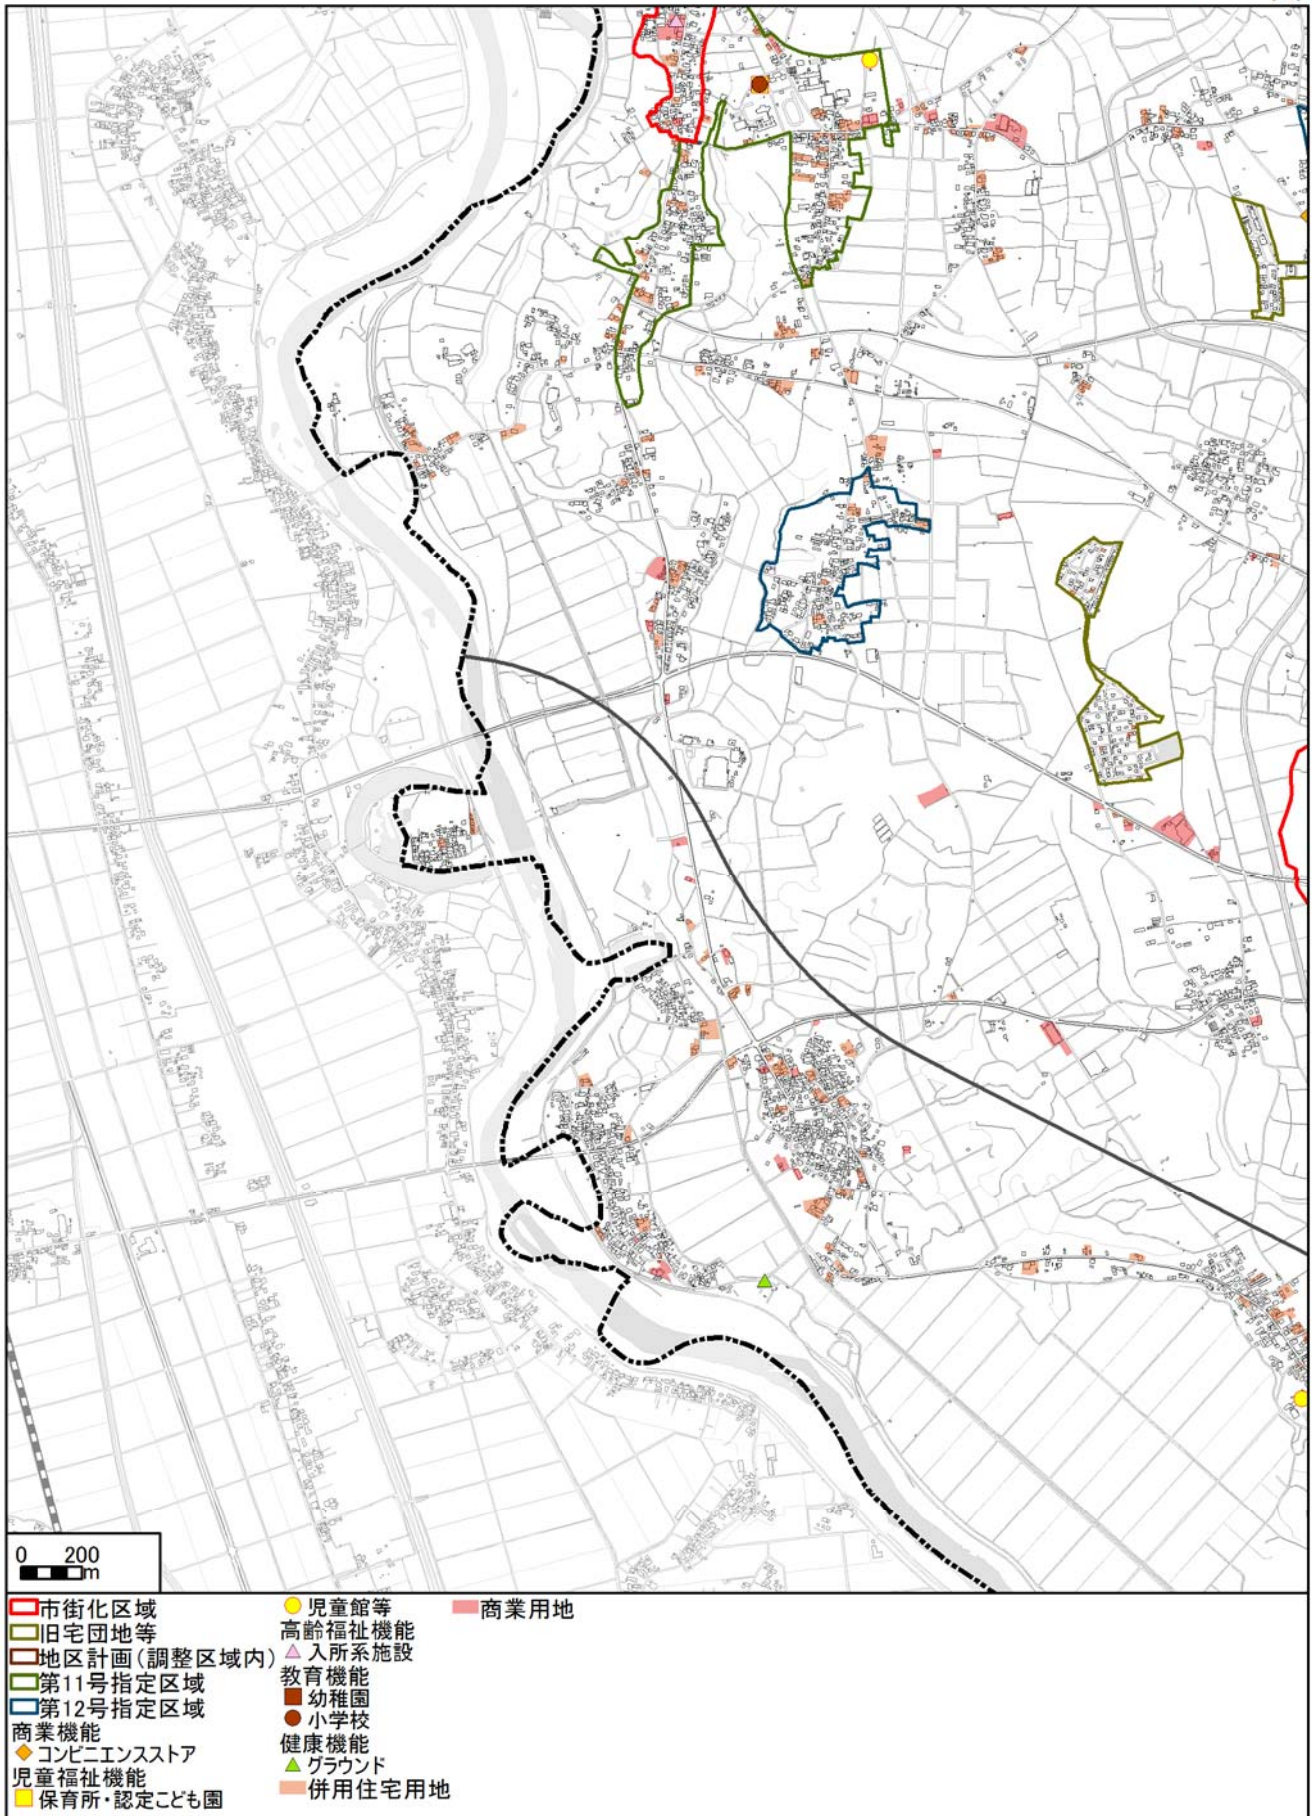 0 200
m
市街化区域
旧宅団地等
地区計画(調整区域内)
第11号指定区域
第12号指定区域
商業機能
コンビニエンスストア
児童福祉機能
保育所・認定こども園
児童館等
高齢福祉機能
入所系施設
教育機能
幼稚園
小学校
健康機能
グラウンド
併用住宅用地
商業用地